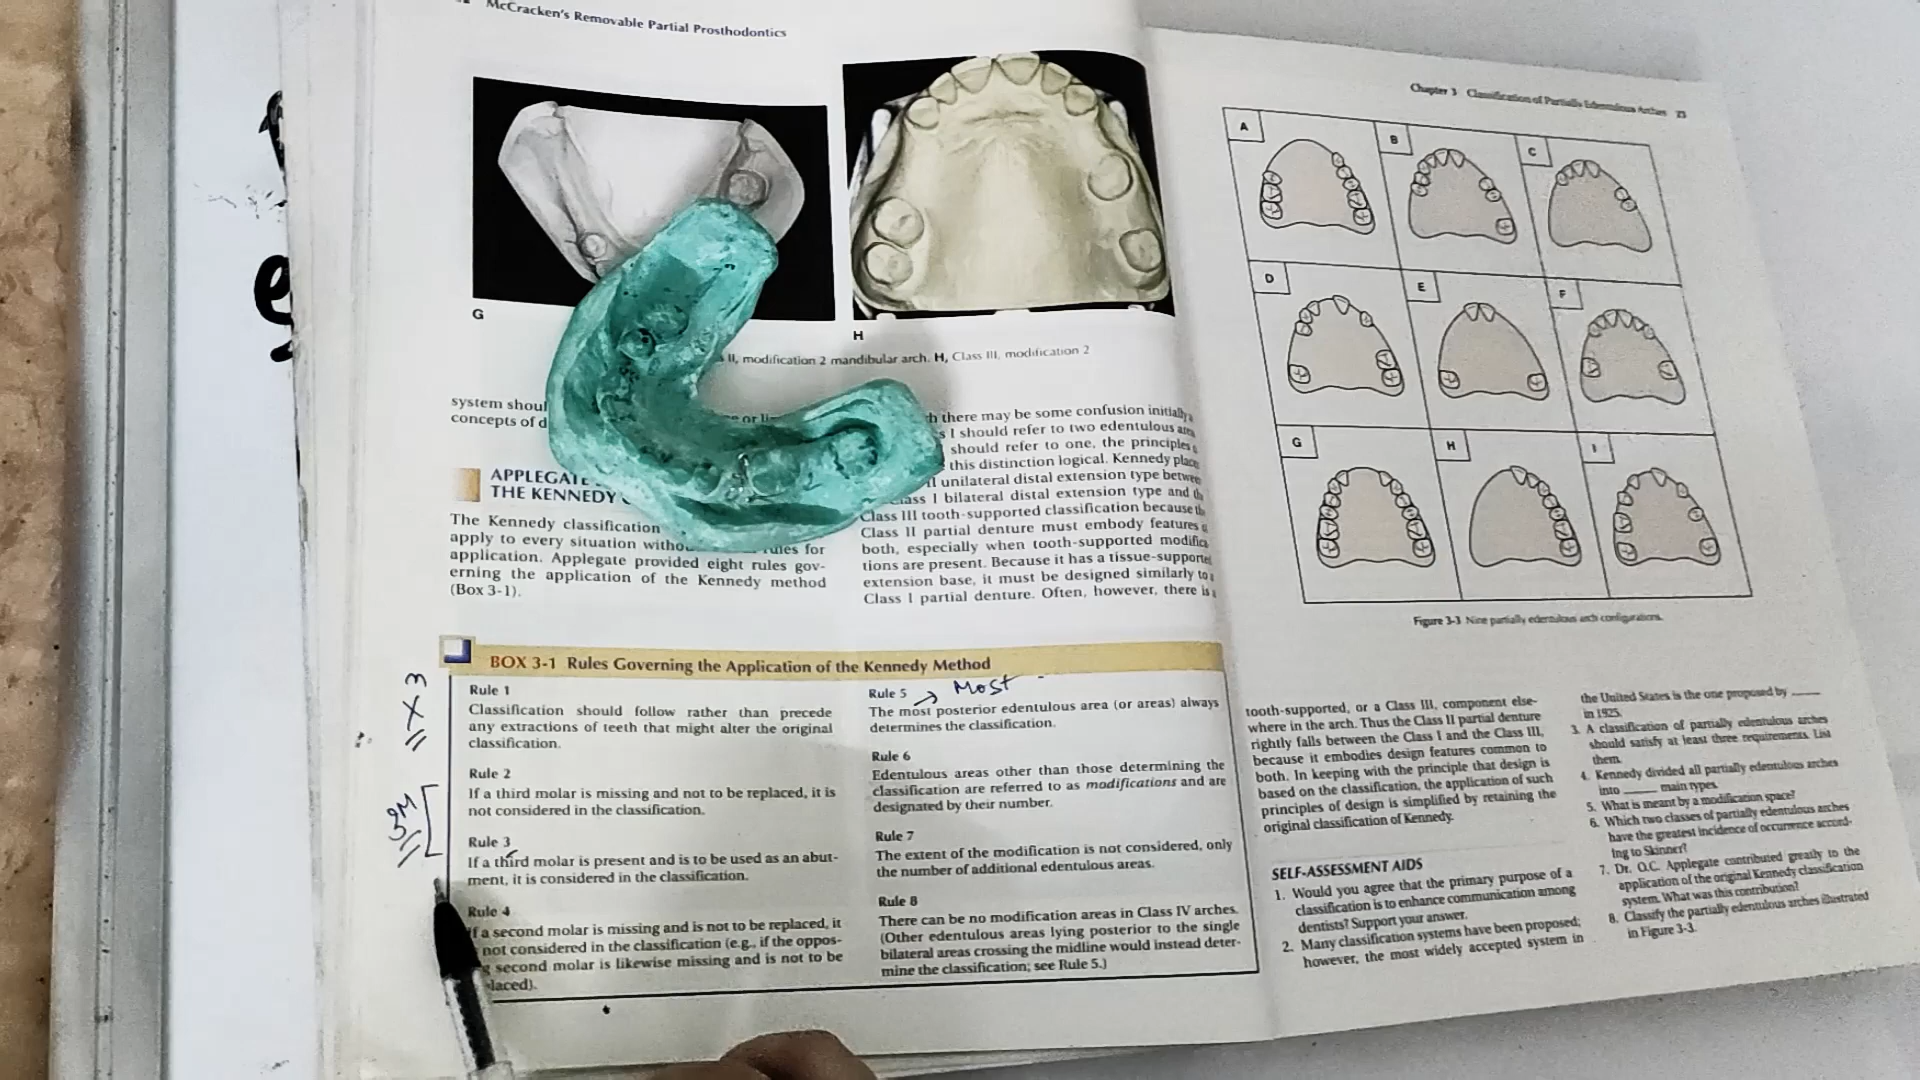 McCracken's Removable Partial Prosthodontics
G
H
II, modification 2 mandibular arch. H, Class III, modification 2
system shoul
concepts of d
APPLEGATE
THE KENNEDY
The Kennedy classification
apply to every situation without rules for
application. Applegate provided eight rules gov-
erning the application of the Kennedy method
(Box 3-1).
there may be some confusion initially
I should refer to two edentulous
should refer to one, the principles
this distinction logical. Kennedy
II unilateral distal extension type between
Class I bilateral distal extension type and
Class III tooth-supported classification because
Class II partial denture must embody features
both, especially when tooth-supported
tions are present. Because it has a tissue-supported
extension base, it must be designed similarly to
Class I partial denture. Often, however, there is
BOX 3-1 Rules Governing the Application of the Kennedy Method
Rule 1
Classification should follow rather than precede
any extractions of teeth that might alter the original
classification.
Rule 2
If a third molar is missing and not to be replaced, it is
not considered in the classification.
Rule 3
If a third molar is present and is to be used as an abut-
ment, it is considered in the classification.
Rule 4
If a second molar is missing and is not to be replaced, it
not considered in the classification (e.g., if the oppos-
g second molar is likewise missing and is not to be
laced).
X 3
3M
Rule 5 → Most
The most posterior edentulous area (or areas) always
determines the classification.
Rule 6
Edentulous areas other than those determining the
classification are referred to as modifications and are
designated by their number.
Rule 7
The extent of the modification is not considered, only
the number of additional edentulous areas.
Rule 8
There can be no modification areas in Class IV arches.
(Other edentulous areas lying posterior to the single
bilateral areas crossing the midline would instead deter-
mine the classification; see Rule 5.)
Chapter 3 Classification of Partially Edentulous Arches 23
A
B
C
D
E
F
G
H
I
Figure 3-3 Nine partially edentulous arch configurations.
tooth-supported, or a Class III, component else-
where in the arch. Thus the Class II partial denture
rightly falls between the Class I and the Class III,
because it embodies design features common to
both. In keeping with the principle that design is
based on the classification, the application of such
principles of design is simplified by retaining the
original classification of Kennedy.
SELF-ASSESSMENT AIDS
1. Would you agree that the primary purpose of a
classification is to enhance communication among
dentists? Support your answer.
2. Many classification systems have been proposed;
however, the most widely accepted system in
the United States is the one proposed by ____
in 1925.
3. A classification of partially edentulous arches
should satisfy at least three requirements. List
them.
4. Kennedy divided all partially edentulous arches
into ____ main types.
5. What is meant by a modification space?
6. Which two classes of partially edentulous arches
have the greatest incidence of occurrence accord-
ing to Skinner?
7. Dr. O.C. Applegate contributed greatly to the
application of the original Kennedy classification
system. What was this contribution?
8. Classify the partially edentulous arches illustrated
in Figure 3-3.